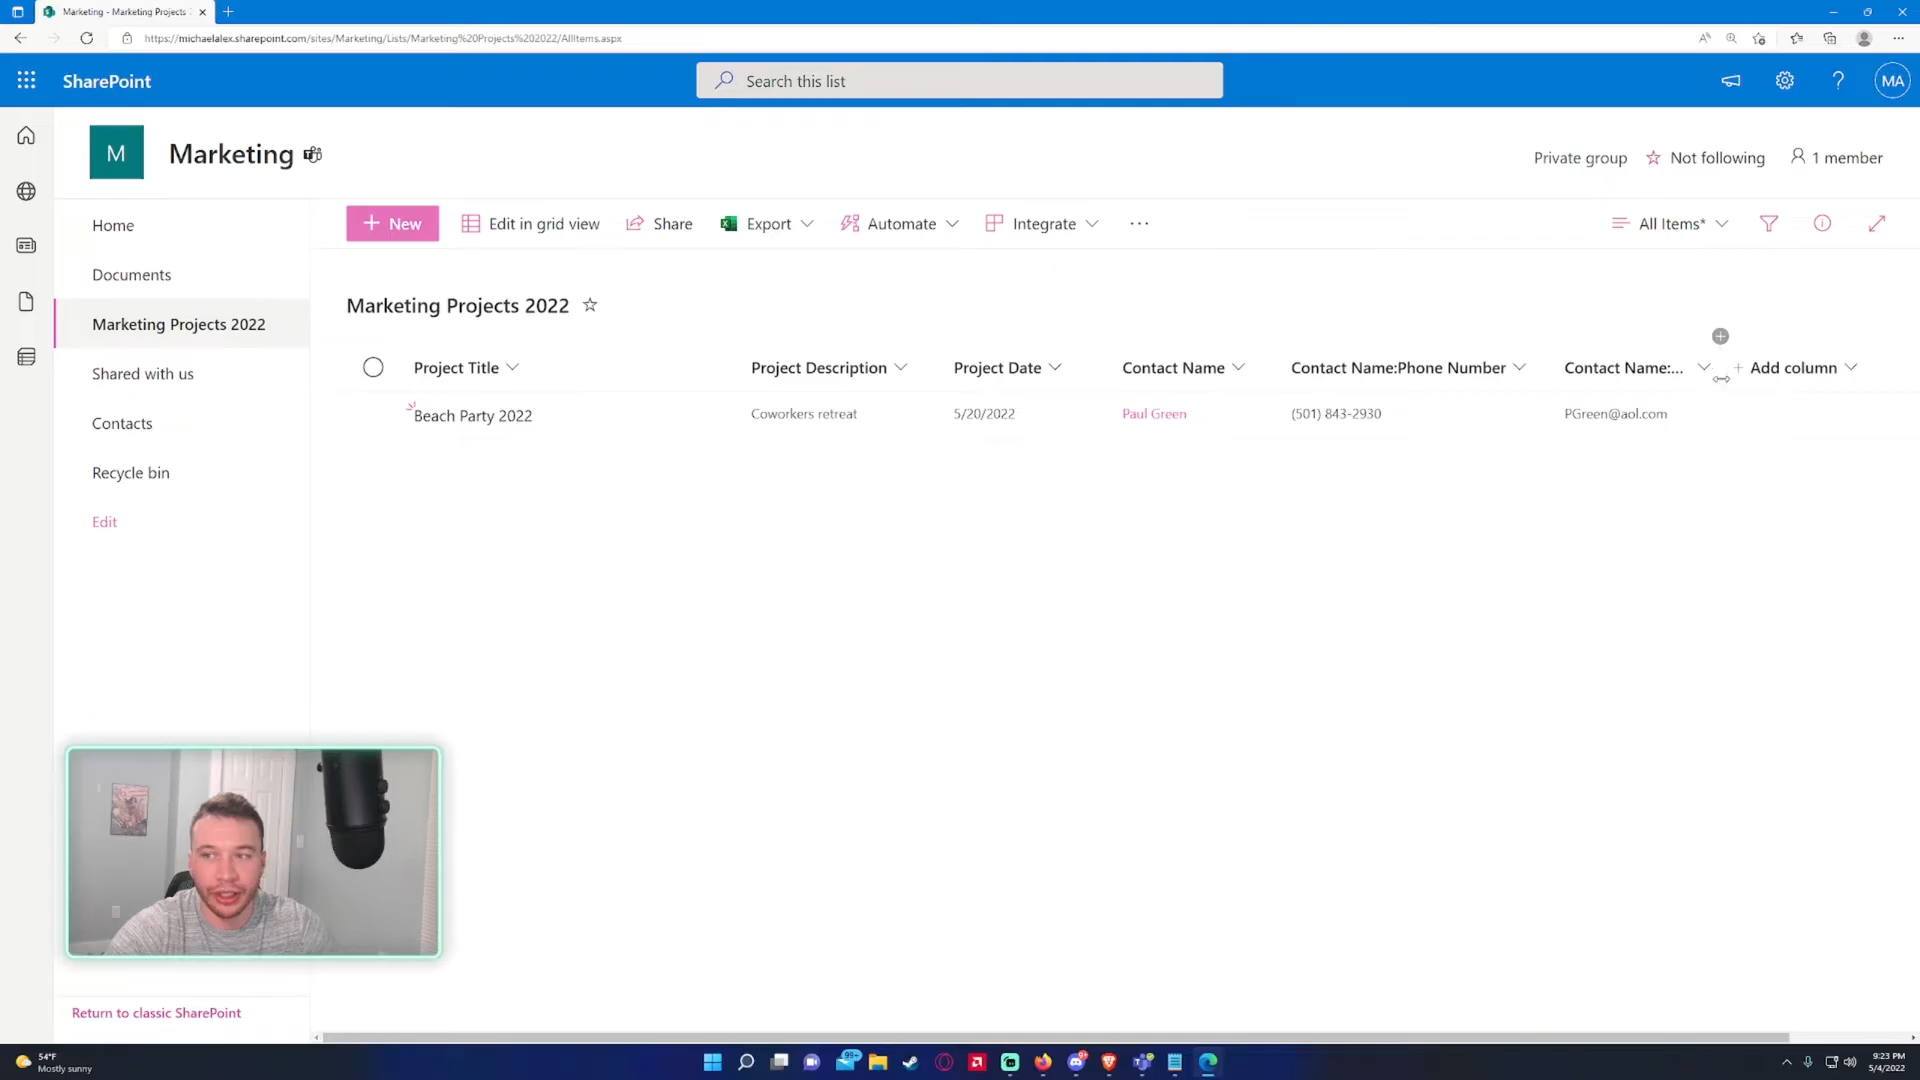 Marketing - Marketing Projects
https://michaelalex.sharepoint.com/sites/Marketing/Lists/Marketing%20Projects%202022/AllItems.aspx
SharePoint
Search this list
MA
M
Marketing
Private group
Not following
1 member
Home
Documents
Marketing Projects 2022
Shared with us
Contacts
Recycle bin
Edit
New
Edit in grid view
Share
Export
Automate
Integrate
All Items*
Marketing Projects 2022
Project Title
Project Description
Project Date
Contact Name
Contact Name:Phone Number
Contact Name:...
Add column
Beach Party 2022
Coworkers retreat
5/20/2022
Paul Green
(501) 843-2930
PGreen@aol.com
Return to classic SharePoint
54°F
Mostly sunny
99+
9:23 PM
5/4/2022